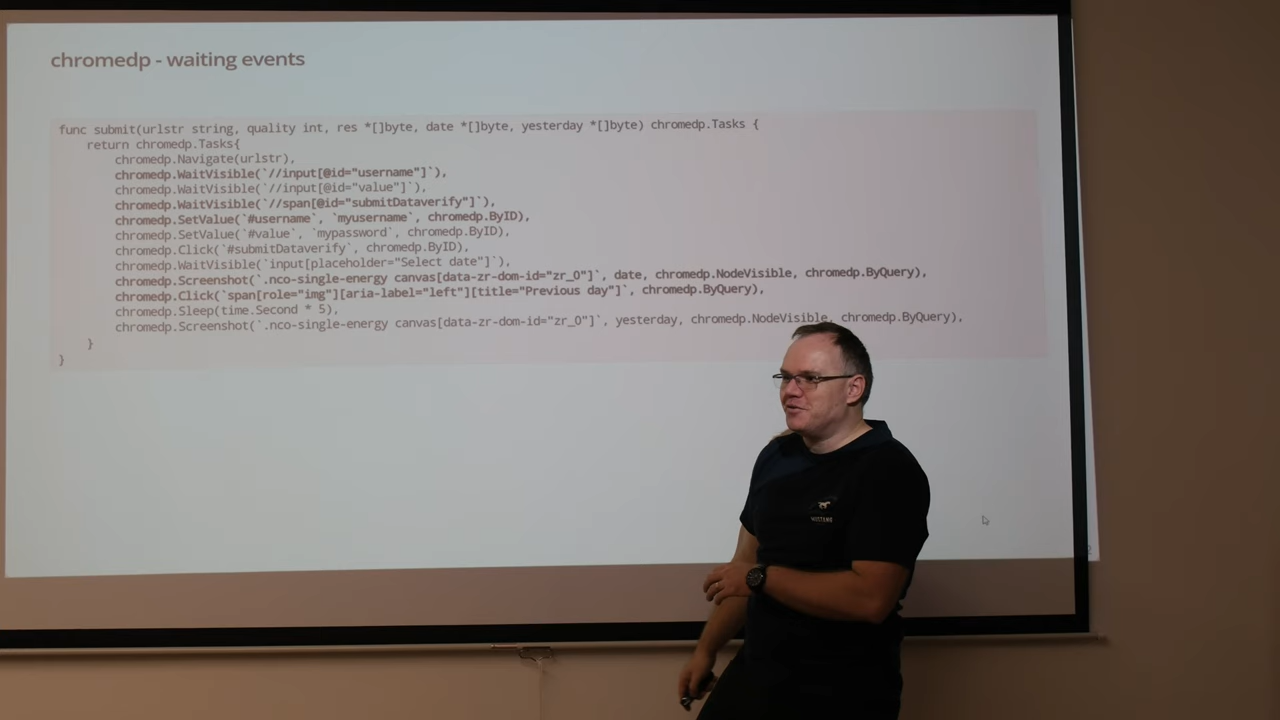 chromedp - waiting events
func submit(urlstr string, quality int, res *[]byte, date *[]byte, yesterday *[]byte) chromedp.Tasks {
return chromedp.Tasks{
chromedp.Navigate(urlstr),
chromedp.WaitVisible(`//input[@id="username"]`),
chromedp.WaitVisible(`//input[@id="value"]`),
chromedp.WaitVisible(`//span[@id="submitDataverify"]`),
chromedp.SetValue(`#username`, `myusername`, chromedp.ByID),
chromedp.SetValue(`#value`, `mypassword`, chromedp.ByID),
chromedp.Click(`#submitDataverify`, chromedp.ByID),
chromedp.WaitVisible(`input[placeholder="Select date"]`),
chromedp.Screenshot(`.nco-single-energy canvas[data-zr-dom-id="zr_0"]`, date, chromedp.NodeVisible, chromedp.ByQuery),
chromedp.Click(`span[role="img"][aria-label="left"][title="Previous day"]`, chromedp.ByQuery),
chromedp.Sleep(time.Second * 5),
chromedp.Screenshot(`.nco-single-energy canvas[data-zr-dom-id="zr_0"]`, yesterday, chromedp.NodeVisible, chromedp.ByQuery),
}
}
MUSTANG